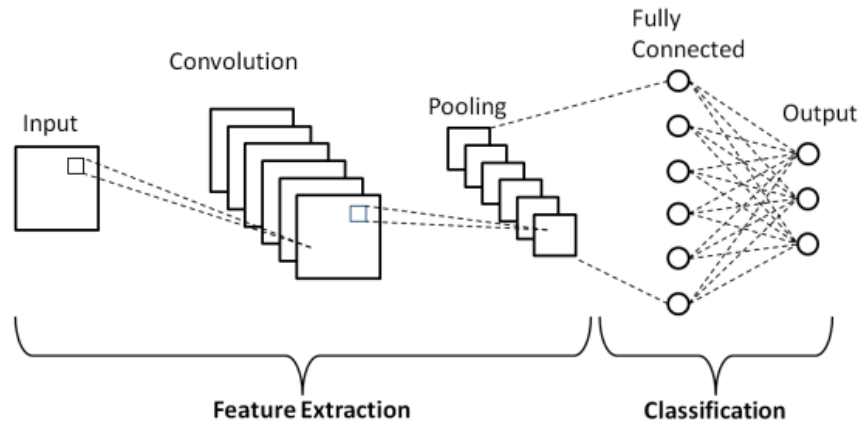 Fully
Connected
Convolution
Pooling
Output
Input
Feature Extraction
Classification